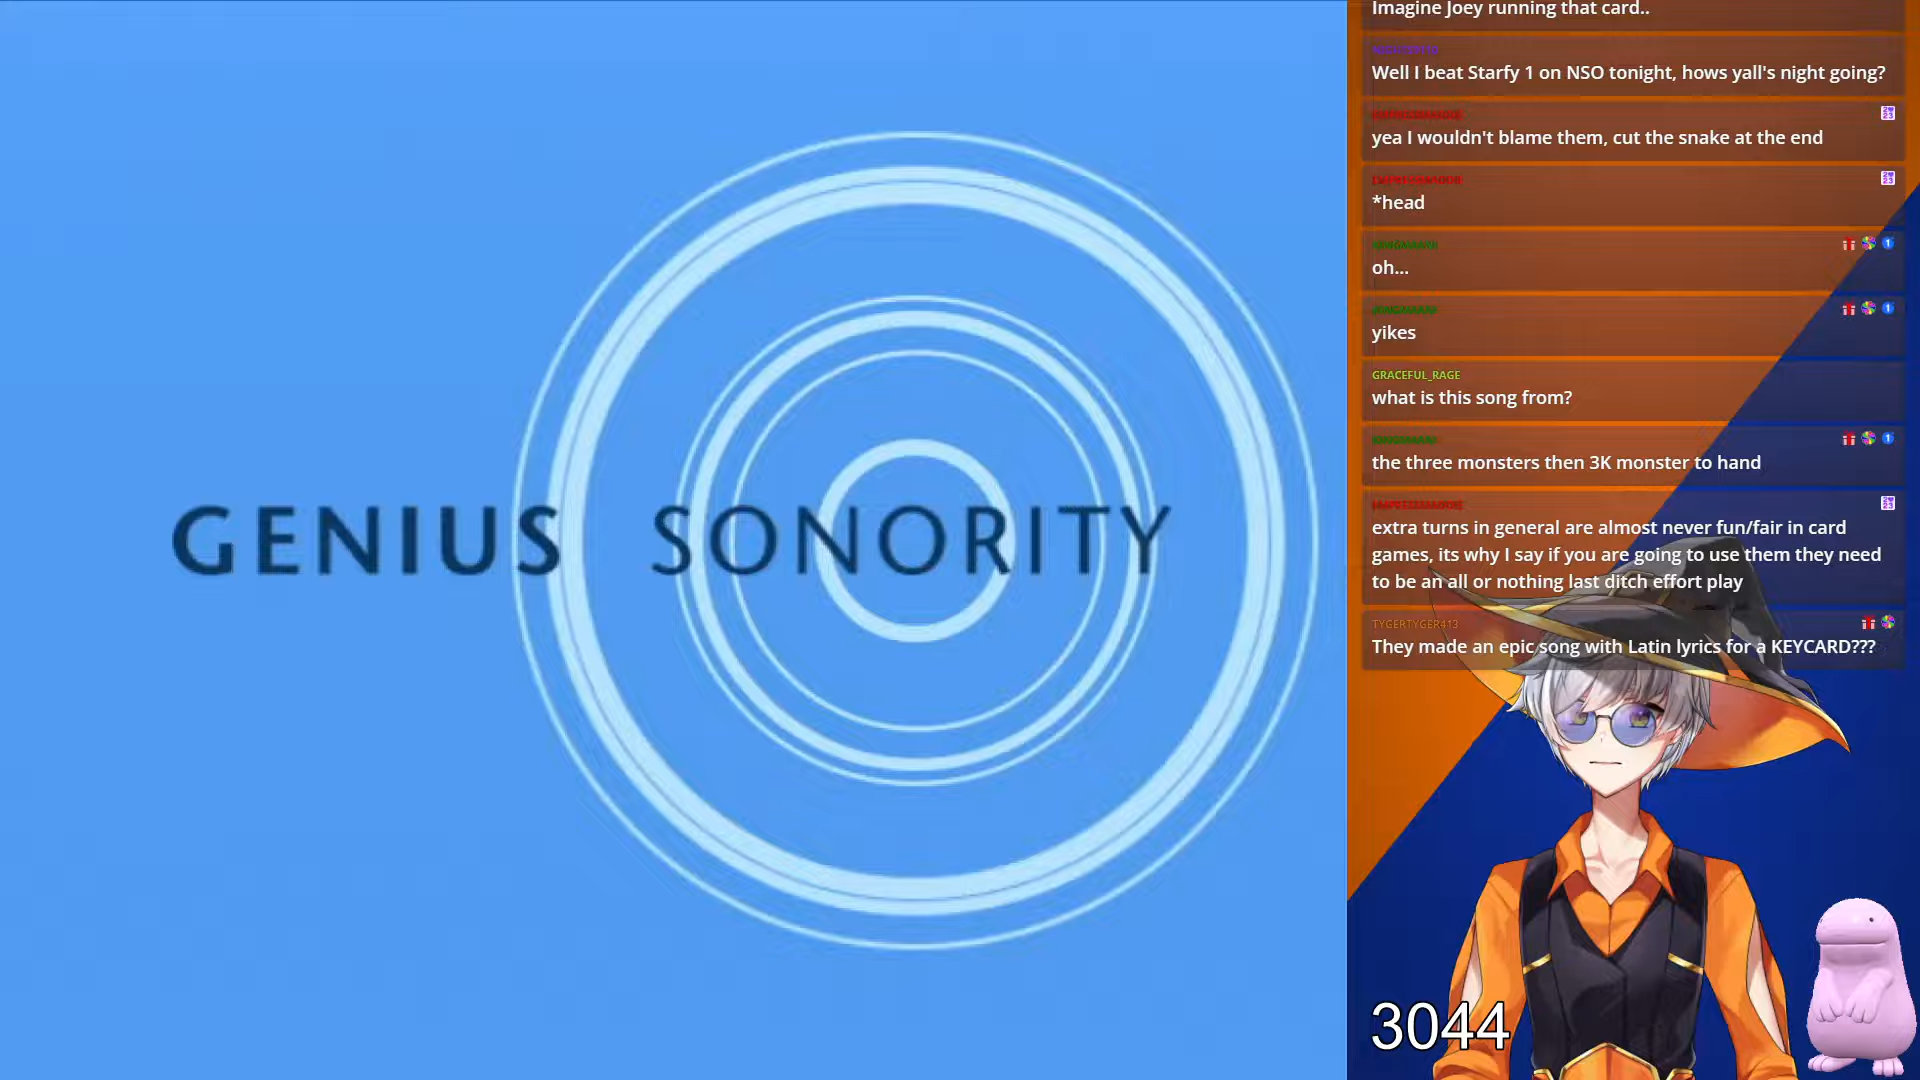 GENIUS SONORITY
Imagine Joey running that card..
Well I beat Starfy 1 on NSO tonight, hows yall's night going?
yea I wouldn't blame them, cut the snake at the end
*head
oh...
yikes
GRACEFUL_RAGE
what is this song from?
the three monsters then 3K monster to hand
extra turns in general are almost never fun/fair in card
games, its why I say if you are going to use them they need
to be an all or nothing last ditch effort play
TYGERTYGER413
They made an epic song with Latin lyrics for a KEYCARD???
3044